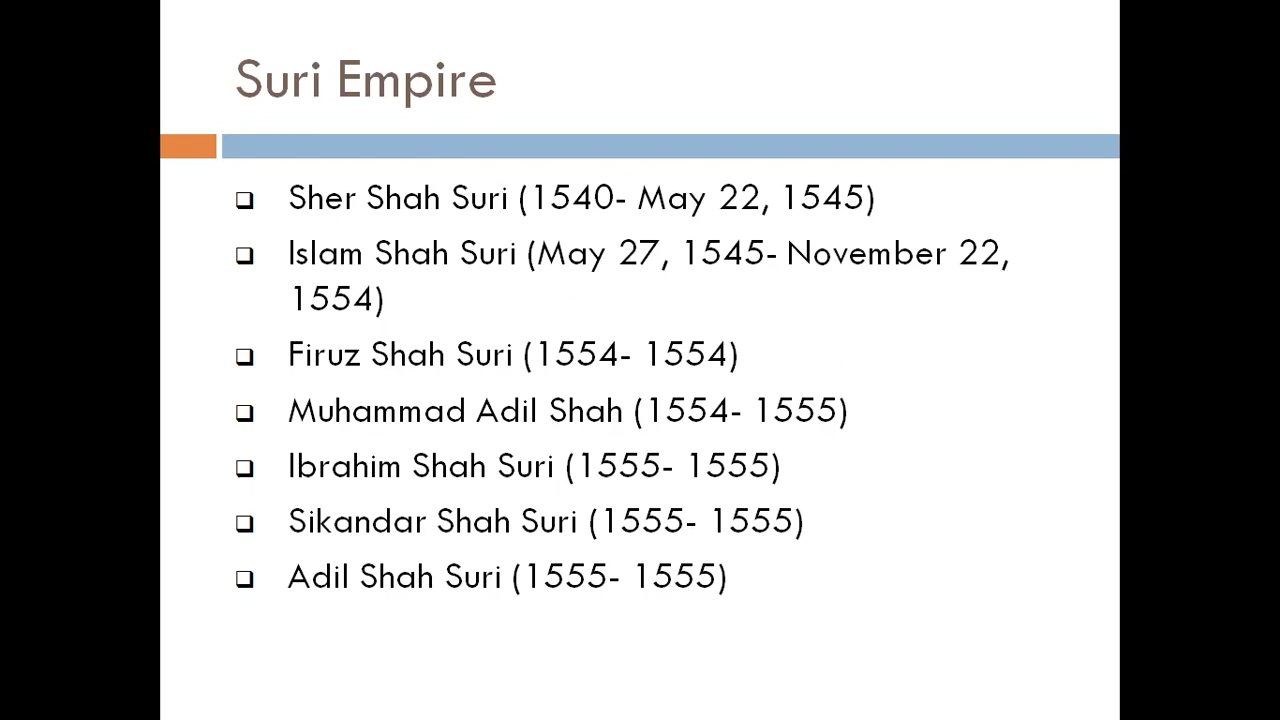 Suri Empire
Sher Shah Suri (1540- May 22, 1545)
Islam Shah Suri (May 27, 1545- November 22,
1554)
Firuz Shah Suri (1554- 1554)
Muhammad Adil Shah (1554- 1555)
Ibrahim Shah Suri (1555- 1555)
Sikandar Shah Suri (1555- 1555)
Adil Shah Suri (1555- 1555)